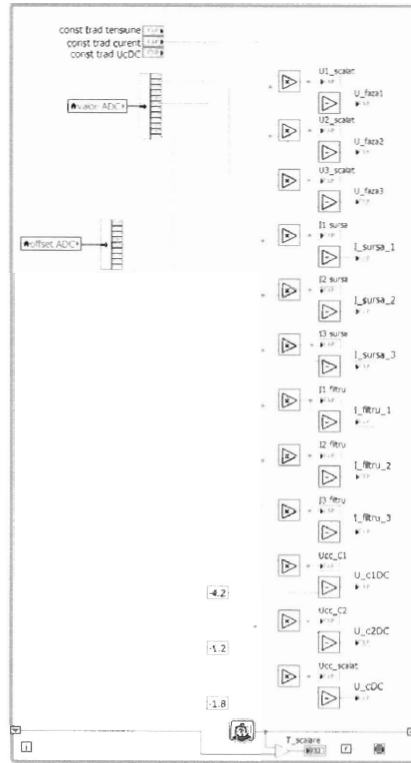 const trad tensiune
const trad curent
const trad UcDC
valori ADC
offset ADC
U1_scalat
U_faza1
U2_scalat
U_faza2
U3_scalat
U_faza3
I1 sursa
I_sursa_1
I2 sursa
I_sursa_2
I3 sursa
I_sursa_3
I1 filtru
I_filtru_1
I2 filtru
I_filtru_2
I3 filtru
I_filtru_3
Ucc_C1
-4.2
U_c1DC
Ucc_C2
-1.2
U_c2DC
Ucc_scalat
-1.8
U_cDC
T_scalare
i